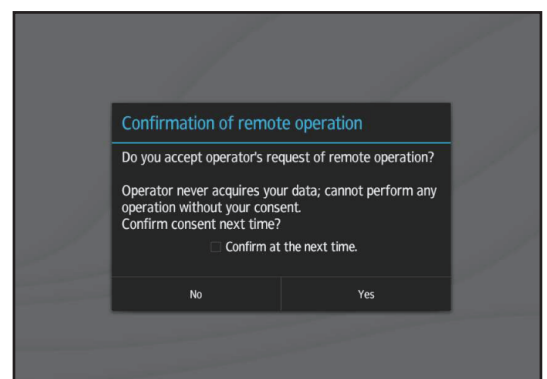 Confirmation of remote operation
Do you accept operator's request of remote operation?
Operator never acquires your data; cannot perform any
operation without your consent.
Confirm consent next time?
Confirm at the next time.
No
Yes